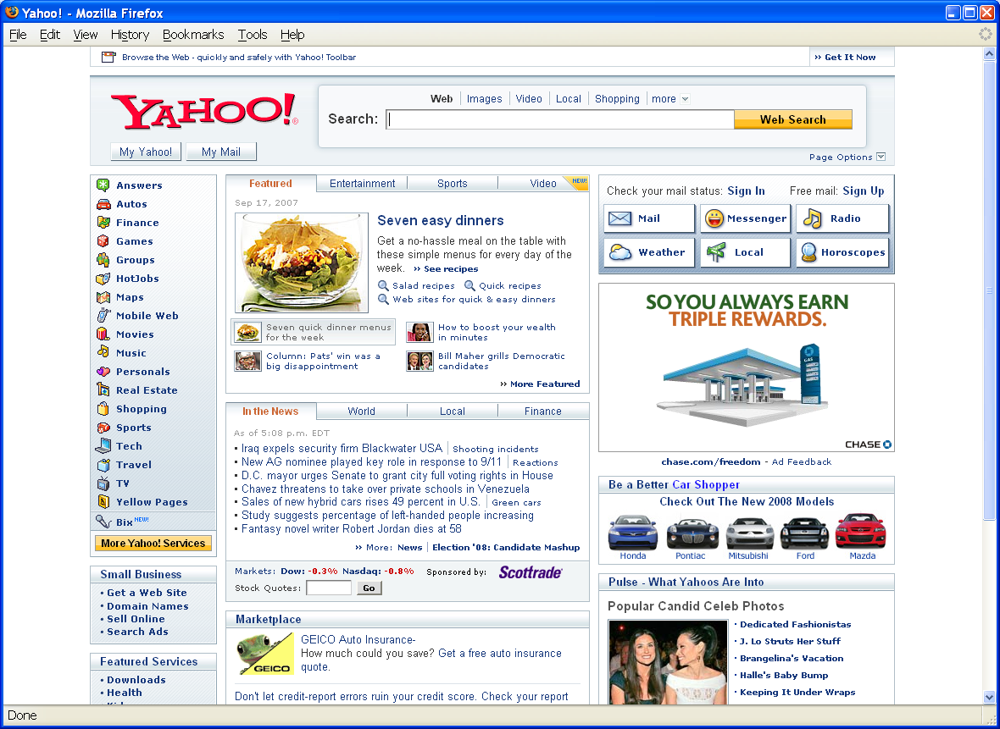 Yahoo! - Mozilla Firefox
File Edit View History Bookmarks Tools Help
Browse the Web - quickly and safely with Yahoo! Toolbar
›› Get It Now
YAHOO!®
Web Images Video Local Shopping more
Search:
Web Search
My Yahoo! My Mail
Page Options
Answers
Autos
Finance
Games
Groups
HotJobs
Maps
Mobile Web
Movies
Music
Personals
Real Estate
Shopping
Sports
Tech
Travel
TV
Yellow Pages
Bix NEW!
More Yahoo! Services
Small Business
• Get a Web Site
• Domain Names
• Sell Online
• Search Ads
Featured Services
• Downloads
• Health
Featured Entertainment Sports Video NEW!
Sep 17, 2007
Seven easy dinners
Get a no-hassle meal on the table with
these simple menus for every day of the
week. ›› See recipes
Salad recipes Quick recipes
Web sites for quick & easy dinners
Seven quick dinner menus
for the week
How to boost your wealth
in minutes
Column: Pats' win was a
big disappointment
Bill Maher grills Democratic
candidates
›› More Featured
In the News World Local Finance
As of 5:08 p.m. EDT
• Iraq expels security firm Blackwater USA | Shooting incidents
• New AG nominee played key role in response to 9/11 | Reactions
• D.C. mayor urges Senate to grant city full voting rights in House
• Chavez threatens to take over private schools in Venezuela
• Sales of new hybrid cars rises 49 percent in U.S. | Green cars
• Study suggests percentage of left-handed people increasing
• Fantasy novel writer Robert Jordan dies at 58
›› More: News | Election '08: Candidate Mashup
Markets: Dow: -0.3% Nasdaq: -0.8% Sponsored by: Scottrade®
Stock Quotes: Go
Marketplace
GEICO
GEICO Auto Insurance-
How much could you save? Get a free auto insurance
quote.
Don't let credit-report errors ruin your credit score. Check your report
Check your mail status: Sign In Free mail: Sign Up
Mail Messenger Radio
Weather Local Horoscopes
SO YOU ALWAYS EARN
TRIPLE REWARDS.
GAS
CHASE
chase.com/freedom - Ad Feedback
Be a Better Car Shopper
Check Out The New 2008 Models
Honda Pontiac Mitsubishi Ford Mazda
Pulse - What Yahoos Are Into
Popular Candid Celeb Photos
• Dedicated Fashionistas
• J. Lo Struts Her Stuff
• Brangelina's Vacation
• Halle's Baby Bump
• Keeping It Under Wraps
Done